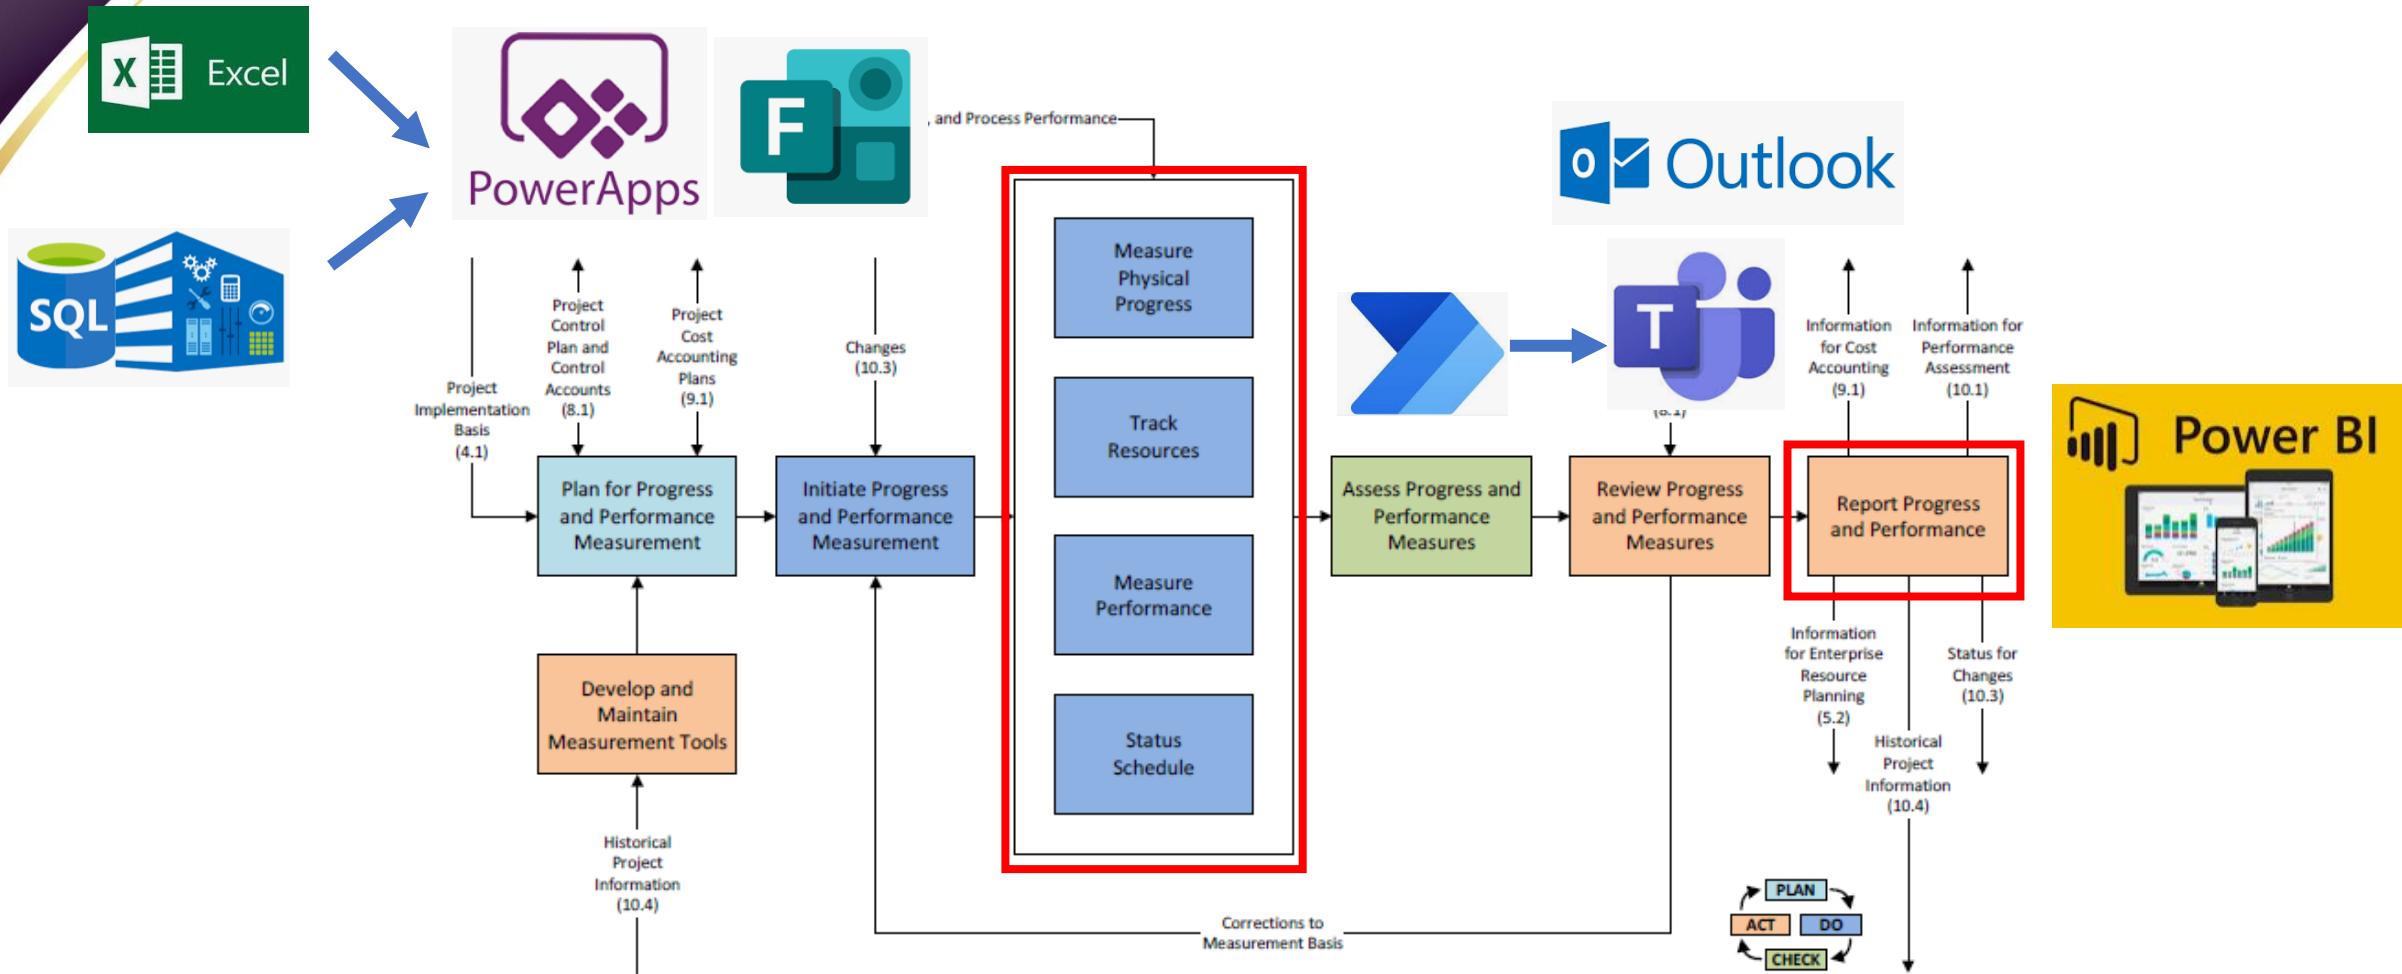 X
Excel
PowerApps
F
SQL
, and Process Performance
Outlook
T
Power BI
Project
Implementation
Basis
(4.1)
Project
Control
Plan and
Control
Accounts
(8.1)
Project
Cost
Accounting
Plans
(9.1)
Changes
(10.3)
Measure
Physical
Progress
Track
Resources
Measure
Performance
Status
Schedule
(8.1)
Information
for Cost
Accounting
(9.1)
Information for
Performance
Assessment
(10.1)
Plan for Progress
and Performance
Measurement
Initiate Progress
and Performance
Measurement
Assess Progress and
Performance
Measures
Review Progress
and Performance
Measures
Report Progress
and Performance
Develop and
Maintain
Measurement Tools
Historical
Project
Information
(10.4)
Corrections to
Measurement Basis
Information
for Enterprise
Resource
Planning
(5.2)
Historical
Project
Information
(10.4)
Status for
Changes
(10.3)
PLAN
ACT
DO
CHECK